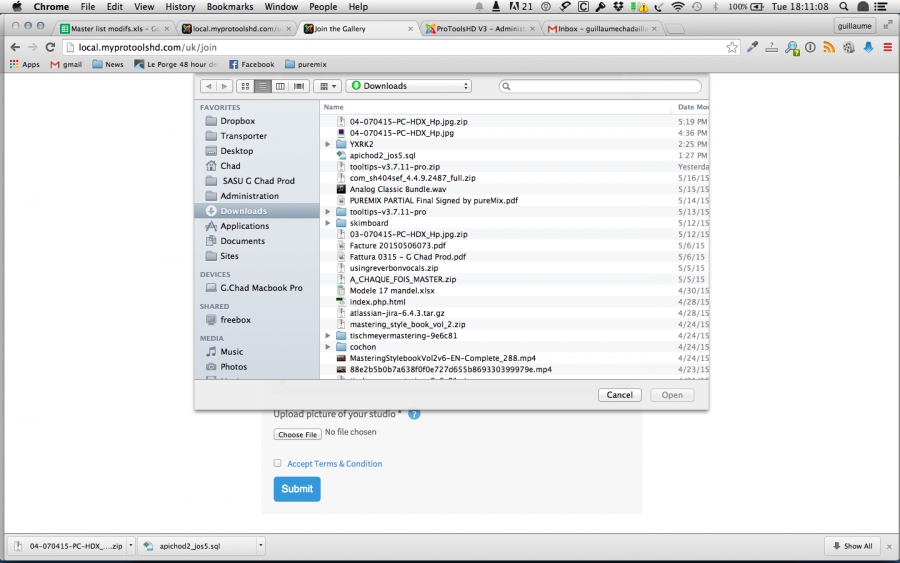 Chrome File Edit View History Bookmarks Window People Help 21 100% Tue 18:11:08
Master list modifs.xls - Go local.myprotoolshd.com/u Join the Gallery ProToolsHD V3 - Administ Inbox - guillaumechadaill guillaume
local.myprotoolshd.com/uk/join
Apps gmail News Le Porge 48 hour de Facebook puremix
Downloads
FAVORITES
Dropbox
Transporter
Desktop
Chad
SASU G Chad Prod
Administration
Downloads
Applications
Documents
Sites
DEVICES
G.Chad Macbook Pro
SHARED
freebox
MEDIA
Music
Photos
Name Date Mo
04-070415-PC-HDX_Hp.jpg.zip 5:19 PM
04-070415-PC-HDX_Hp.jpg 4:36 PM
YXRK2 2:25 PM
apichod2_jos5.sql 1:27 PM
tooltips-v3.7.11-pro.zip Yesterda
com_sh404sef_4.4.9.2487_full.zip 5/16/15
Analog Classic Bundle.wav 5/15/15
PUREMIX PARTIAL Final Signed by pureMix.pdf 5/14/15
tooltips-v3.7.11-pro 5/13/15
skimboard 5/12/15
03-070415-PC-HDX_Hp.jpg.zip 5/12/15
Facture 20150506073.pdf 5/6/15
Fattura 0315 - G Chad Prod.pdf 5/6/15
usingreverbonvocals.zip 5/5/15
A_CHAQUE_FOIS_MASTER.zip 5/5/15
Modele 17 mandel.xlsx 4/30/15
index.php.html 4/28/15
atlassian-jira-6.4.3.tar.gz 4/28/15
mastering_style_book_vol_2.zip 4/24/15
tischmeyermastering-9e6c81 4/24/15
cochon 4/24/15
MasteringStylebookVol2v6-EN-Complete_288.mp4 4/24/15
88e2b5b0b7a638f0f0e727d655b869330399979e.mp4 4/23/15
Cancel Open
Upload picture of your studio * ?
Choose File No file chosen
Accept Terms & Condition
Submit
04-070415-PC-HDX_....zip apichod2_jos5.sql Show All